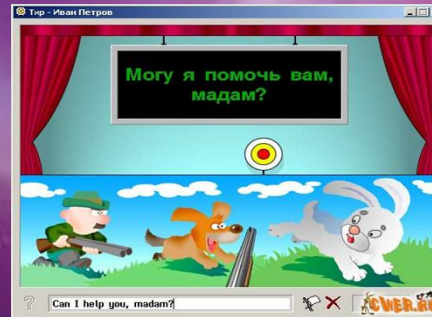 Тир - Иван Петров
Могу я помочь вам,
мадам?
Can I help you, madam?
CWER.RU